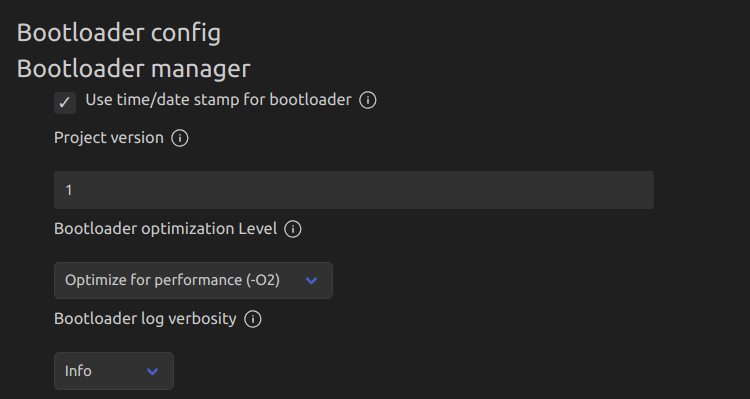 Bootloader config
Bootloader manager
Use time/date stamp for bootloader
Project version
1
Bootloader optimization Level
Optimize for performance (-O2)
Bootloader log verbosity
Info